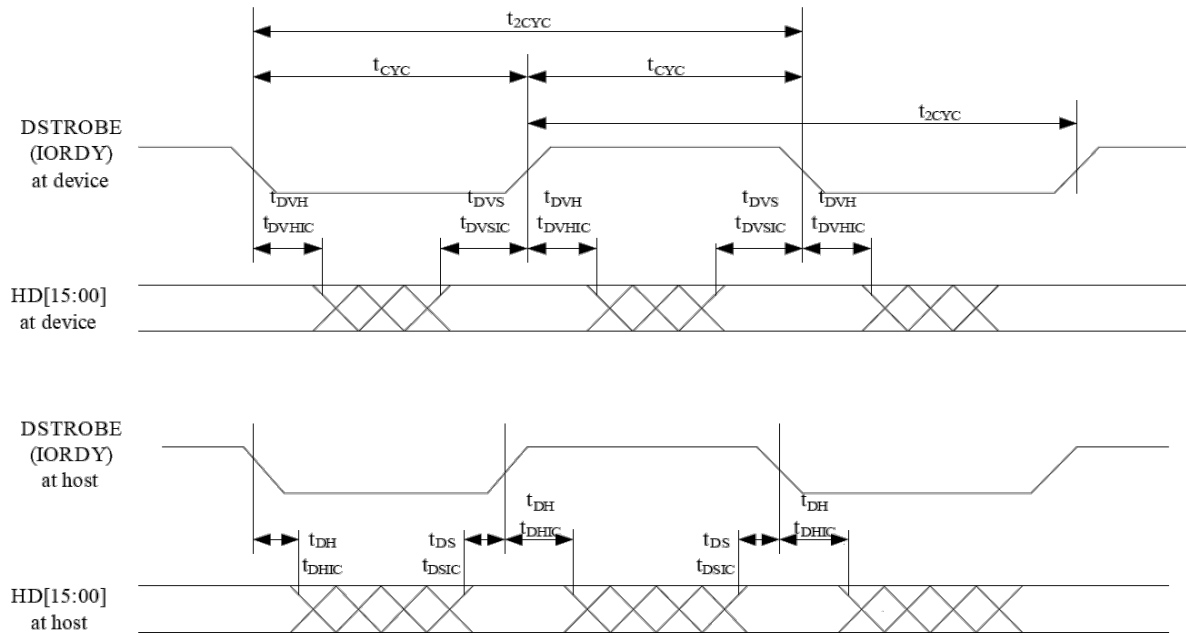 t2CYC
tCYC
tCYC
t2CYC
DSTROBE
(IORDY)
at device
tDVH
tDVS
tDVH
tDVS
tDVH
tDVHIC
tDVSIC
tDVHIC
tDVSIC
tDVHIC
HD[15:00]
at device
DSTROBE
(IORDY)
at host
tDH
tDH
tDH
tDS
tDHIC
tDS
tDHIC
tDHIC
tDSIC
tDSIC
HD[15:00]
at host